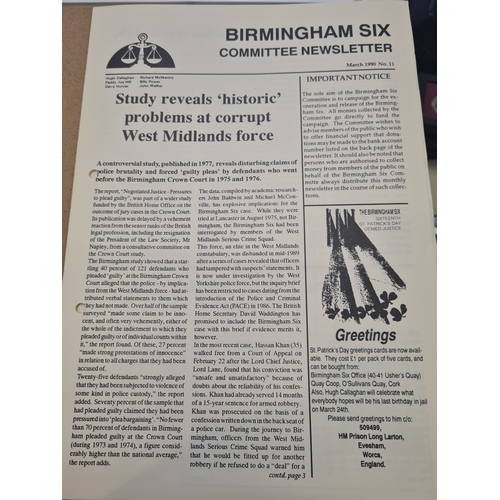 BIRMINGHAM SIX
COMMITTEE NEWSLETTER
March 1990 No. 11
Hugh Callaghan
Paddy Joe Hill
Gerry Hunter
Richard McIlkenny
Billy Power
John Walker
Study reveals ‘historic’
problems at corrupt
West Midlands force
A controversial study, published in 1977, reveals disturbing claims of
police brutality and forced ‘guilty pleas’ by defendants who went
before the Birmingham Crown Court in 1975 and 1976.
The report, "Negotiated Justice - Pressures
to plead guilty", was part of a wider study
funded by the British Home Office on the
outcome of jury cases in the Crown Court.
Its publication was delayed by a vehement
reaction from the senior ranks of the British
legal profession, including the resignation
of the President of the Law Society, Mr
Napley, from a consultative committee on
the Crown Court study.
The Birmingham study showed that a star-
tling 40 percent of 121 defendants who
pleaded ‘guilty’ at the Birmingham Crown
Court alleged that the police - by implica-
tion from the West Midlands force - had at-
tributed verbal statements to them which
they had not made. Over half of the sample
surveyed "made some claim to be inno-
cent, and often very vehemently, either of
the whole of the indictment to which they
pleaded guilty or of individual counts within
it," the report found. Of these, 27 percent
"made strong protestations of innocence"
in relation to all charges that they had been
accused of.
Twenty-five defendants "strongly alleged
that they had been subjected to violence of
some kind in police custody," the report
added. Seventy percent of the sample that
had pleaded guilty claimed they had been
pressured into "plea bargaining". "No fewer
than 70 percent of defendants in Birming-
ham pleaded guilty at the Crown Court
(during 1973 and 1974), a figure consid-
erably higher than the national average,"
the report adds.
The data, compiled by academic research-
ers John Baldwin and Michael McCon-
ville, has explosive implications for the
Birmingham Six case. While they were
tried at Lancaster in August 1975, not Bir-
mingham, the Birmingham Six had been
interrogated by members of the West
Midlands Serious Crime Squad.
This force, an elite in the West Midlands
constabulary, was disbanded in mid-1989
after a series of cases revealed that officers
had tampered with suspects' statements. It
is now under investigation by the West
Yorkshire police force, but the inquiry brief
has been restricted to cases dating from the
introduction of the Police and Criminal
Evidence Act (PACE) in 1986. The British
Home Secretary David Waddington has
promised to include the Birmingham Six
case with this brief if evidence merits it,
however.
In the most recent case, Hassan Khan (35)
walked free from a Court of Appeal on
February 22 after the Lord Chief Justice,
Lord Lane, found that his conviction was
"unsafe and unsatisfactory" because of
doubts about the reliability of his confes-
sions. Khan had already served 14 months
of a 15-year sentence for armed robbery.
Khan was prosecuted on the basis of a
confession written down in the back seat of
a police car. During the journey to Bir-
mingham, officers from the West Mid-
lands Serious Crime Squad warned him
that he would be fitted up for another
robbery if he refused to do a "deal" for a
contd. page 3
IMPORTANT NOTICE
The sole aim of the Birmingham Six
Committee is to campaign for the ex-
oneration and release of the Birming-
ham Six. All monies collected by the
Committee go directly to fund the
campaign. The Committee wishes to
advise members of the public who wish
to offer financial support that dona-
tions may be made to the bank account
number listed on the back page of the
newsletter. It should also be noted that
persons who are authorised to collect
money from members of the public on
behalf of the Birmingham Six Com-
mittee always distribute this monthly
newsletter in the course of such collec-
tions.
THE BIRMINGHAM SIX
SIXTEENTH
ST. PATRICK'S DAY
DENIED JUSTICE
Greetings
St. Patrick's Day greetings cards are now avai-
lable. They cost £1 per pack of five cards, and
can be bought from:
Birmingham Six Office (40-41 Usher's Quay)
Quay Coop, O'Sullivans Quay, Cork
Also, Hugh Callaghan will celebrate what
everybody hopes will be his last birthday in jail
on March 24th.
Please send greetings to him c/o:
509499,
HM Prison Long Larton,
Evesham,
Worcs,
England.